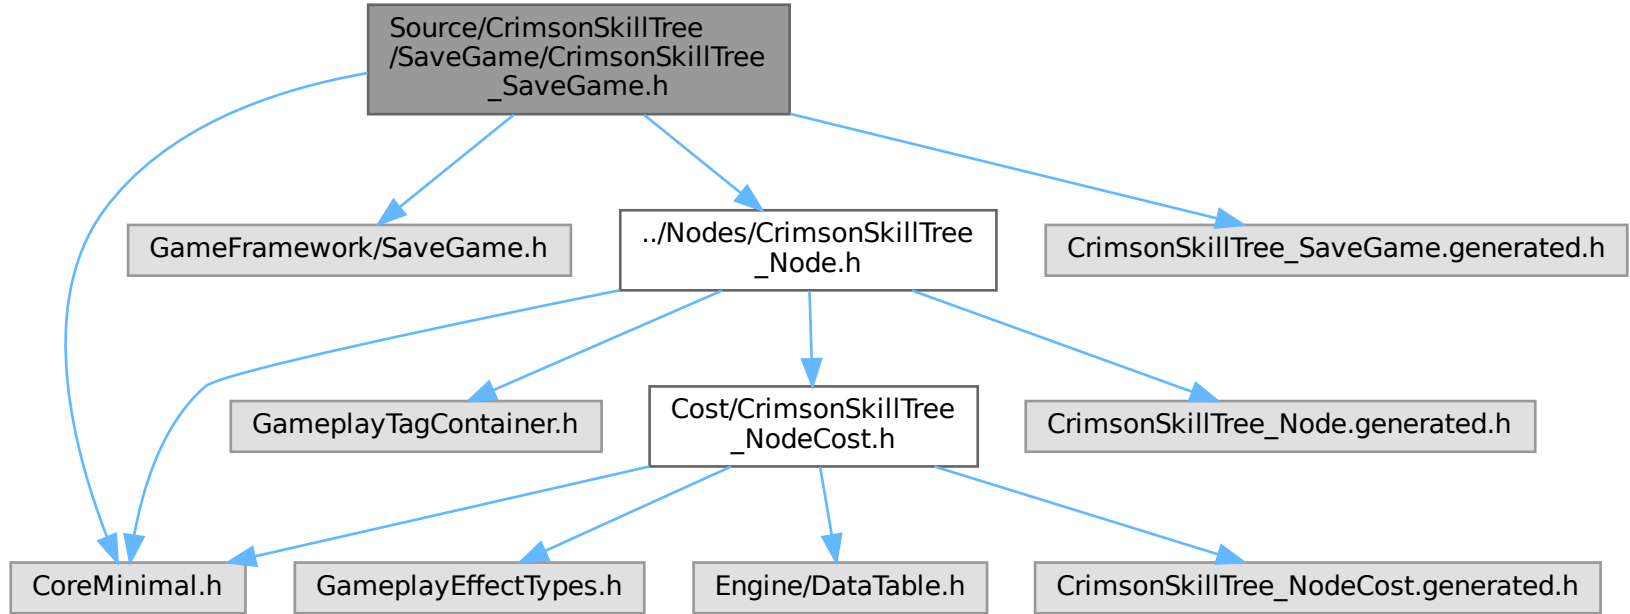 Source/CrimsonSkillTree
/SaveGame/CrimsonSkillTree
_SaveGame.h
GameFramework/SaveGame.h
../Nodes/CrimsonSkillTree
_Node.h
CrimsonSkillTree_SaveGame.generated.h
GameplayTagContainer.h
Cost/CrimsonSkillTree
_NodeCost.h
CrimsonSkillTree_Node.generated.h
CoreMinimal.h
GameplayEffectTypes.h
Engine/DataTable.h
CrimsonSkillTree_NodeCost.generated.h